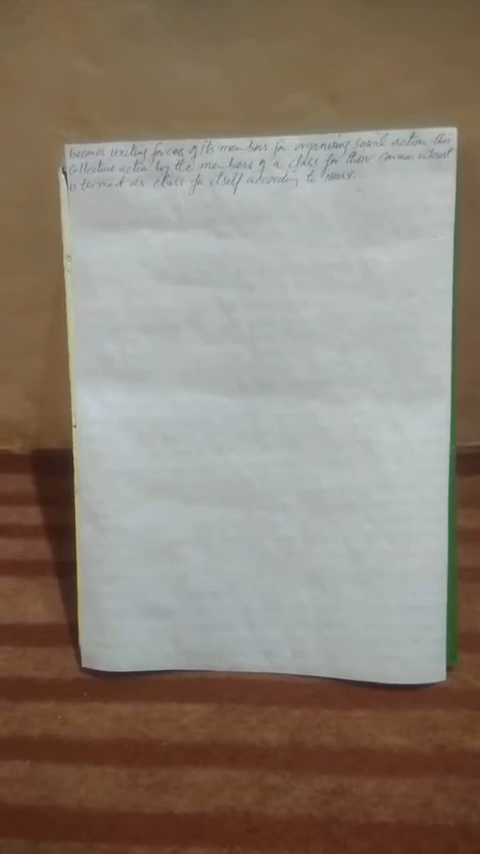 becomes uniting forces of its members for organising social action. this
collective action by the members of a class for their common interest
is termed as class for itself according to marx.